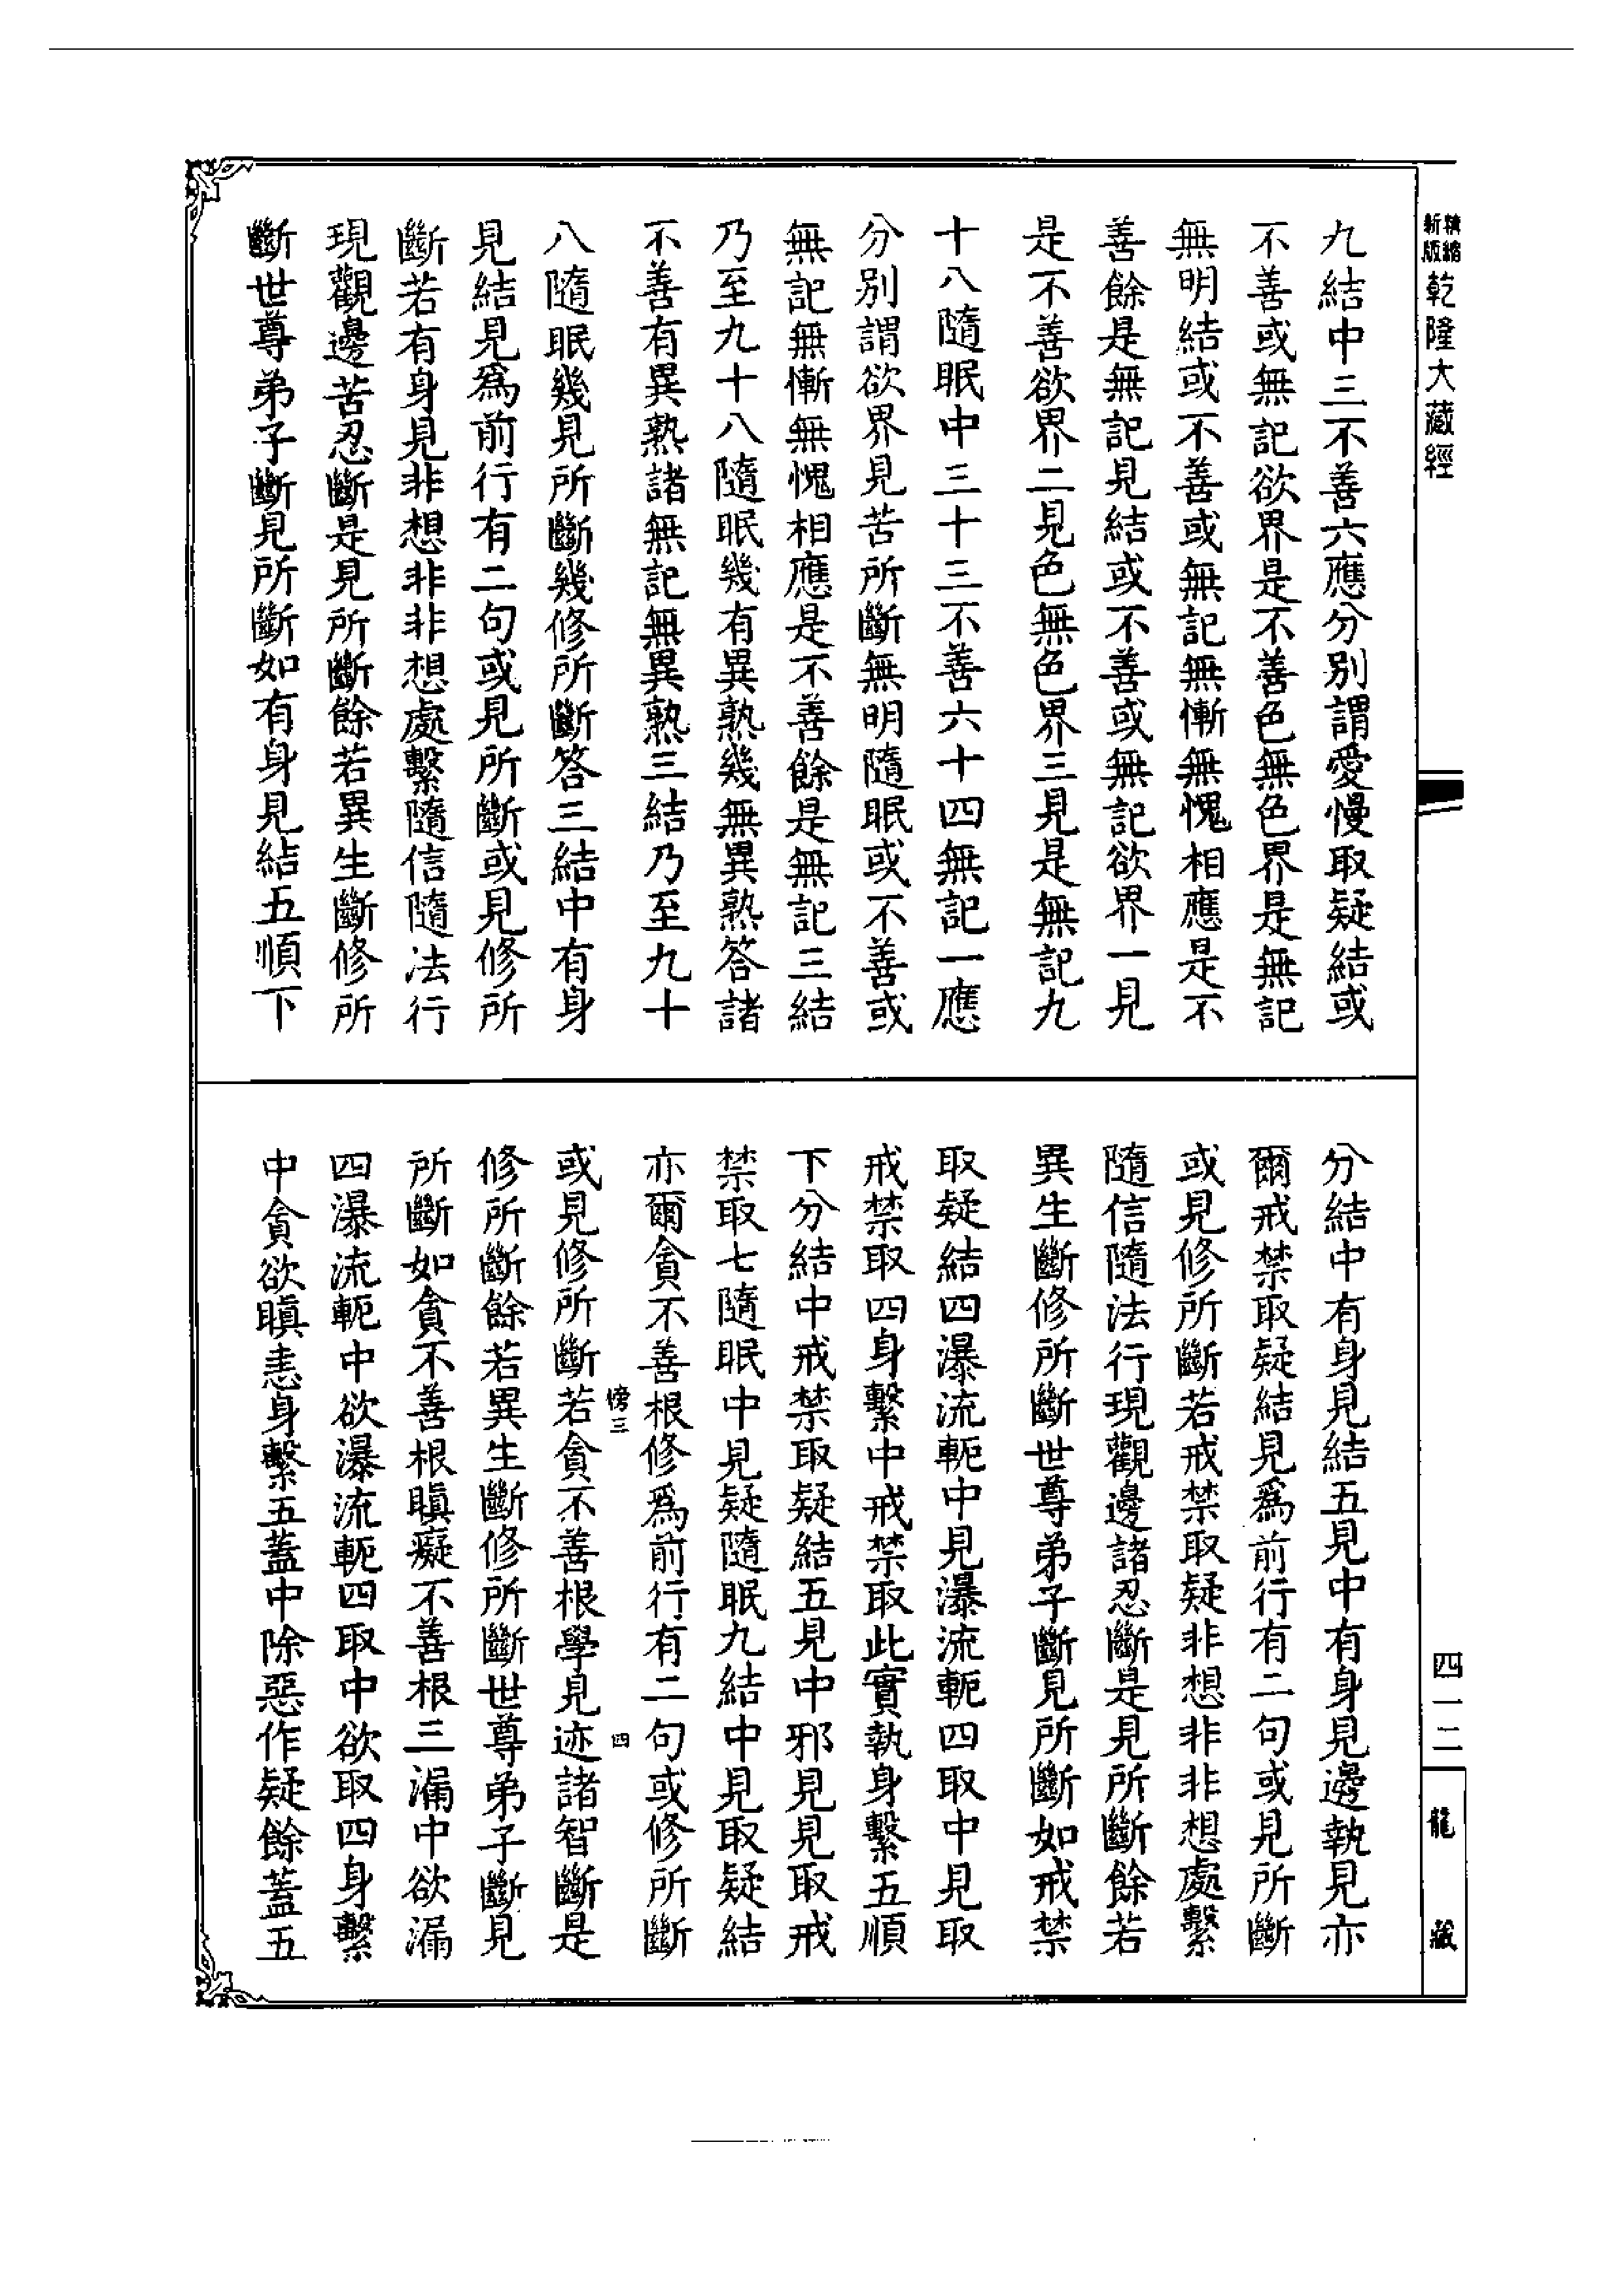 精縮
新版
乾隆大藏經
九結中三不善六應分別謂愛慢取疑結或
不善或無記欲界是不善色無色界是無記
無明結或不善或無記無慚無愧相應是不
善餘是無記見結或不善或無記欲界一見
是不善欲界二見色無色界三見是無記九
十八隨眠中三十三不善六十四無記一應
分別謂欲界見苦所斷無明隨眠或不善或
無記無慚無愧相應是不善餘是無記三結
乃至九十八隨眠幾有異熟幾無異熟答諸
不善有異熟諸無記無異熟三結乃至九十
八隨眠幾見所斷幾修所斷答三結中有身
見結見為前行有二句或見所斷或見修所
斷若有身見非想非非想處繫隨信隨法行
現觀邊苦忍斷是見所斷餘若異生斷修所
斷世尊弟子斷見所斷如有身見結五順下
分結中有身見結五見中有身見邊執見亦
爾戒禁取疑結見為前行有二句或見所斷
或見修所斷若戒禁取疑非想非非想處繫
隨信隨法行現觀邊諸忍斷是見所斷餘若
異生斷修所斷世尊弟子斷見所斷如戒禁
取疑結四瀑流軛中見瀑流軛四取中見取
戒禁取四身繫中戒禁取此實執身繫五順
下分結中戒禁取疑結五見中邪見見取戒
禁取七隨眠中見疑隨眠九結中見取疑結
亦爾貪不善根修為前行有二句或修所斷
傍三
四
或見修所斷若貪不善根學見迹諸智斷是
修所斷餘若異生斷修所斷世尊弟子斷見
所斷如貪不善根瞋癡不善根三漏中欲漏
四瀑流軛中欲瀑流軛四取中欲取四身繫
中貪欲瞋恚身繫五蓋中除惡作疑餘蓋五
四一二
龍藏